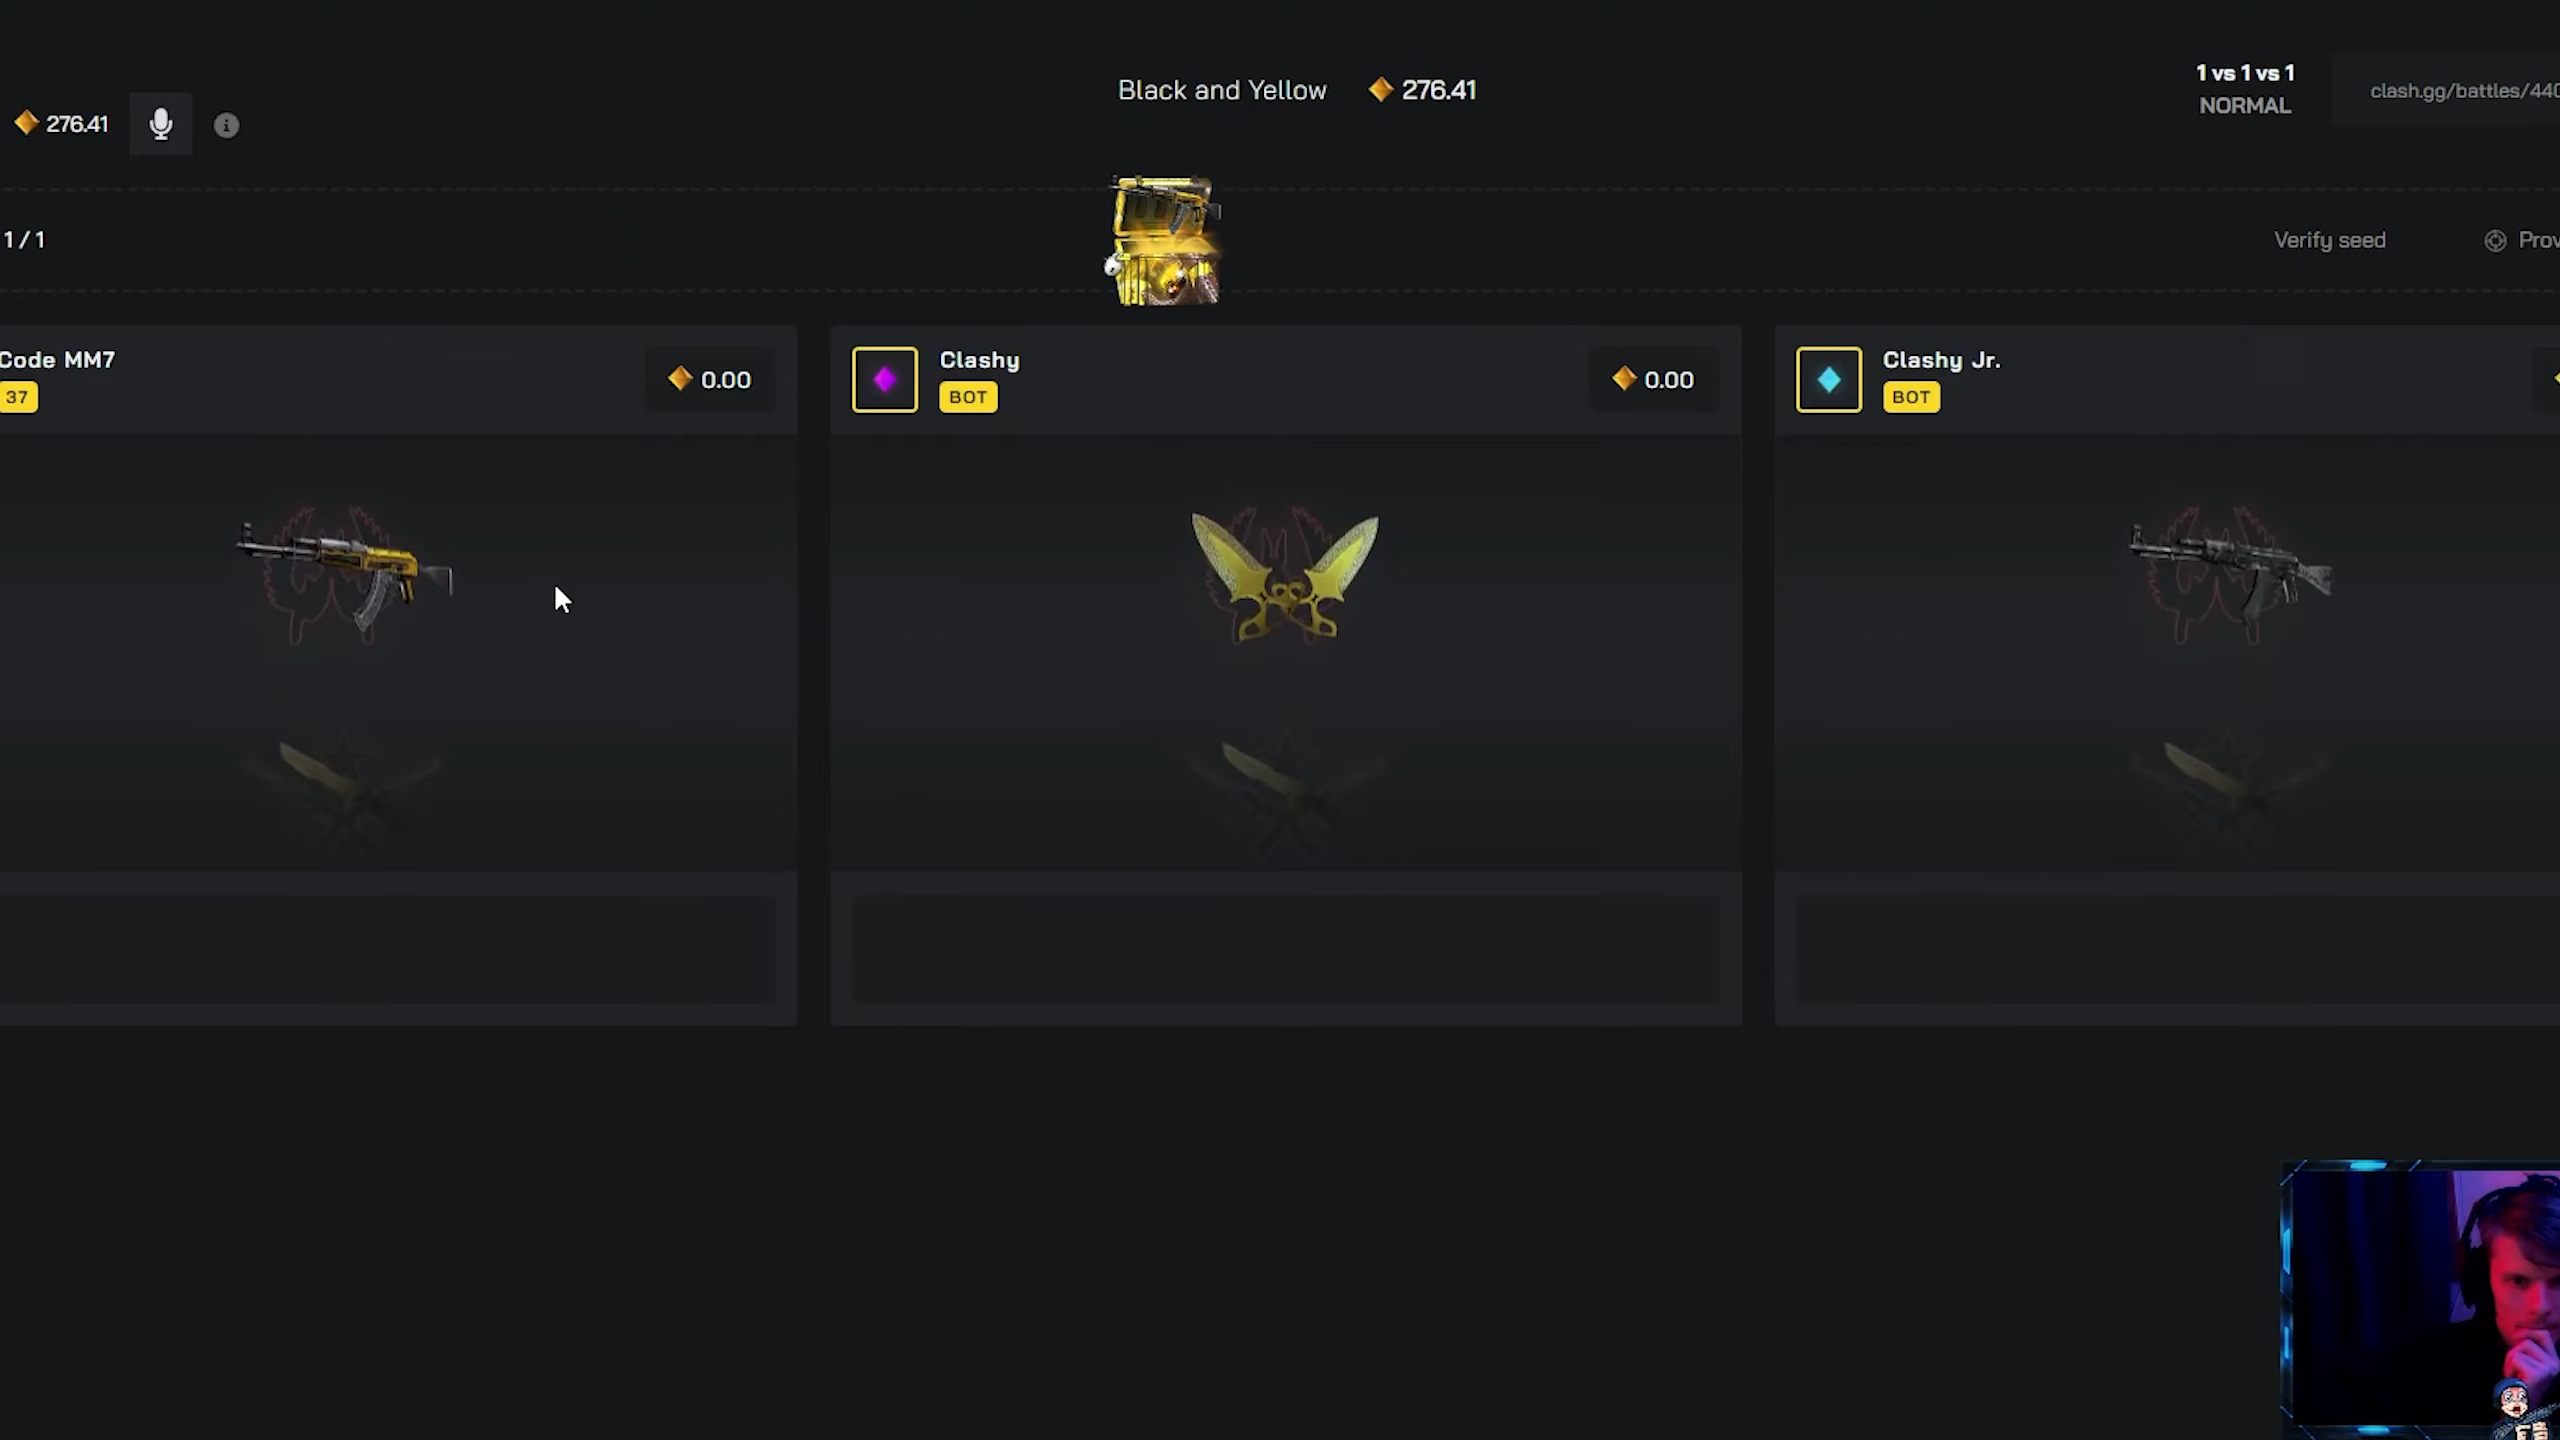 276.41
Black and Yellow 276.41
1 vs 1 vs 1
NORMAL
clash.gg/battles/440
1 / 1
Verify seed
Prov
Code MM7
37
0.00
Clashy
BOT
0.00
Clashy Jr.
BOT